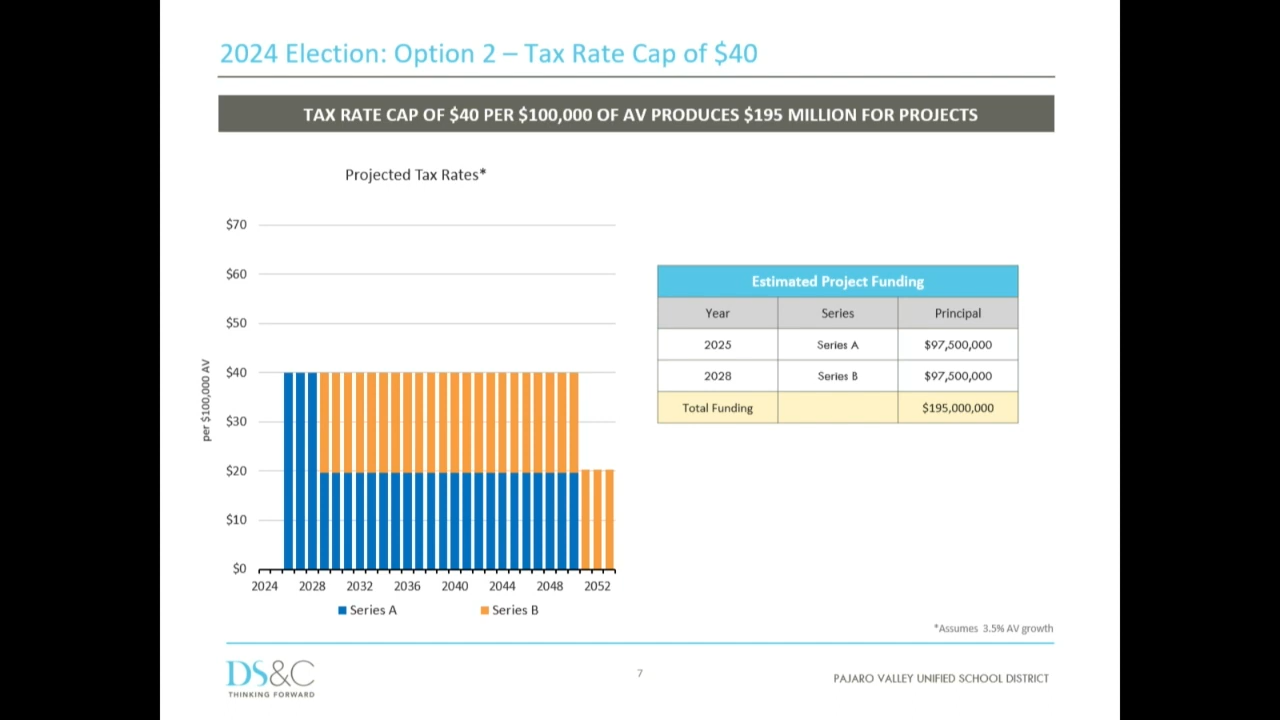 2024 Election: Option 2 – Tax Rate Cap of $40
TAX RATE CAP OF $40 PER $100,000 OF AV PRODUCES $195 MILLION FOR PROJECTS
Projected Tax Rates*
$70
$60
$50
$40
$30
$20
$10
$0
per $100,000 AV
2024 2028 2032 2036 2040 2044 2048 2052
Series A Series B
Estimated Project Funding
Year Series Principal
2025 Series A $97,500,000
2028 Series B $97,500,000
Total Funding $195,000,000
*Assumes 3.5% AV growth
DS&C
THINKING FORWARD
7
PAJARO VALLEY UNIFIED SCHOOL DISTRICT